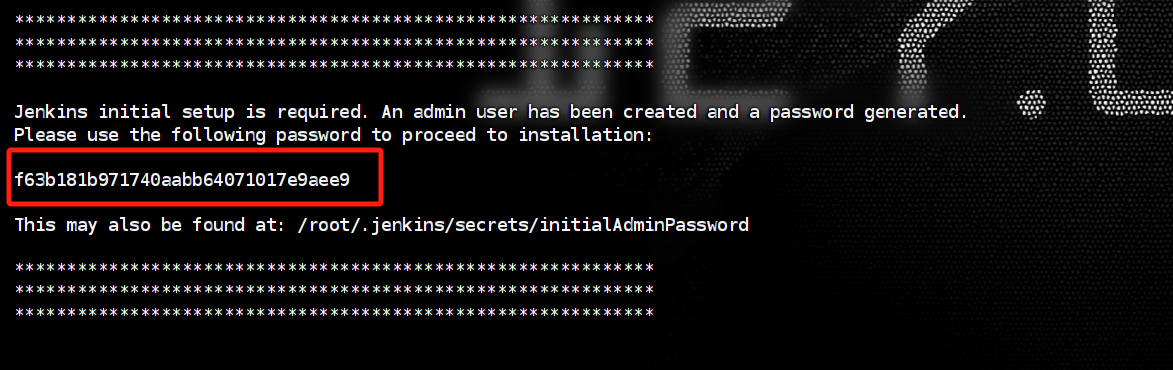 *************************************************************
*************************************************************
*************************************************************
Jenkins initial setup is required. An admin user has been created and a password generated.
Please use the following password to proceed to installation:
f63b181b971740aabb64071017e9aee9
This may also be found at: /root/.jenkins/secrets/initialAdminPassword
*************************************************************
*************************************************************
*************************************************************